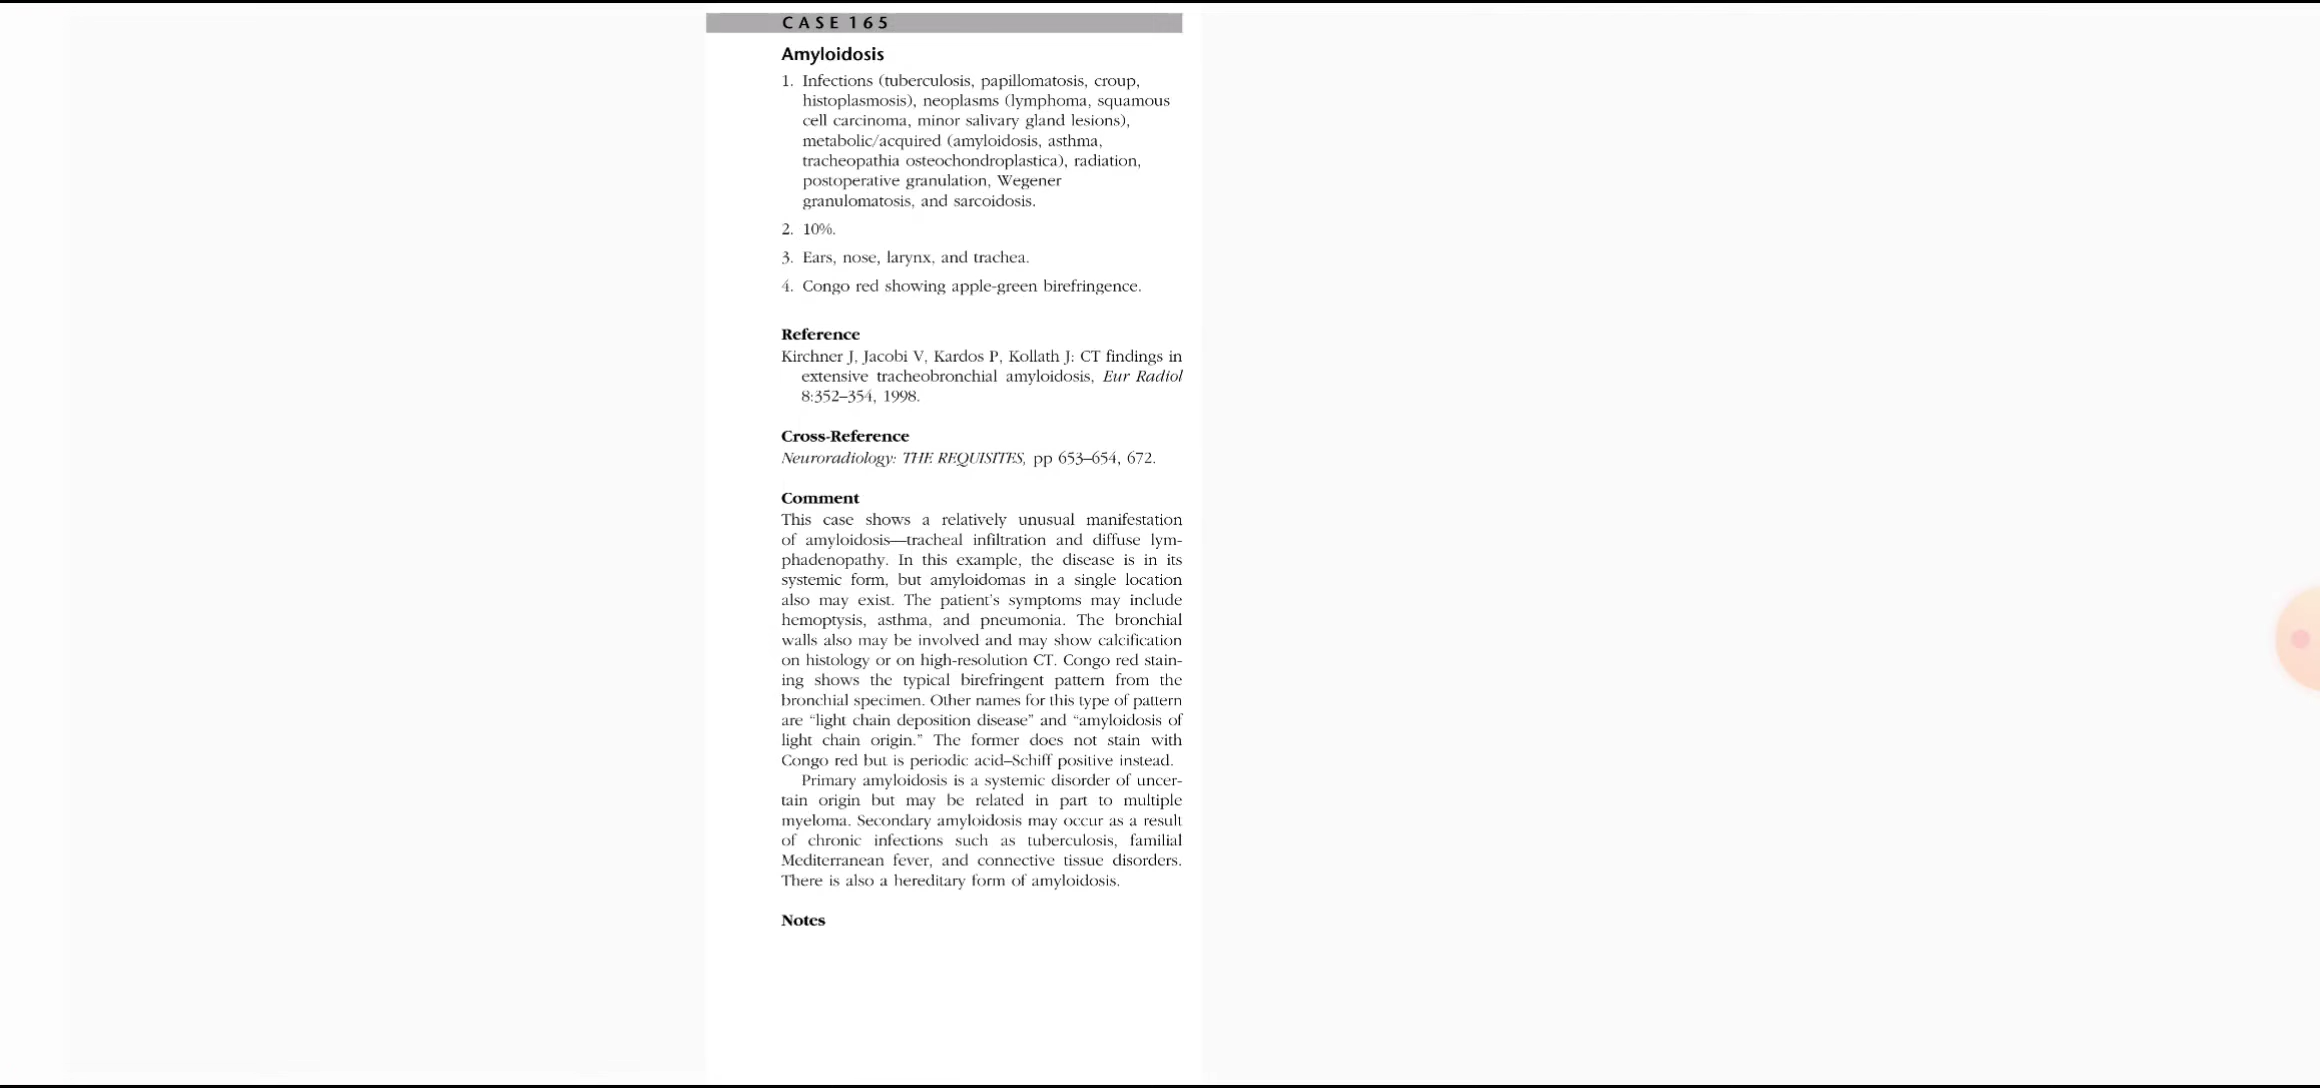 CASE 165
Amyloidosis
1. Infections (tuberculosis, papillomatosis, croup,
histoplasmosis), neoplasms (lymphoma, squamous
cell carcinoma, minor salivary gland lesions),
metabolic/acquired (amyloidosis, asthma,
tracheopathia osteochondroplastica), radiation,
postoperative granulation, Wegener
granulomatosis, and sarcoidosis.
2. 10%.
3. Ears, nose, larynx, and trachea.
4. Congo red showing apple-green birefringence.
Reference
Kirchner J, Jacobi V, Kardos P, Kollath J: CT findings in
extensive tracheobronchial amyloidosis, Eur Radiol
8:352–354, 1998.
Cross-Reference
Neuroradiology: THE REQUISITES, pp 653–654, 672.
Comment
This case shows a relatively unusual manifestation
of amyloidosis—tracheal infiltration and diffuse lym-
phadenopathy. In this example, the disease is in its
systemic form, but amyloidomas in a single location
also may exist. The patient's symptoms may include
hemoptysis, asthma, and pneumonia. The bronchial
walls also may be involved and may show calcification
on histology or on high-resolution CT. Congo red stain-
ing shows the typical birefringent pattern from the
bronchial specimen. Other names for this type of pattern
are “light chain deposition disease” and “amyloidosis of
light chain origin.” The former does not stain with
Congo red but is periodic acid–Schiff positive instead.
Primary amyloidosis is a systemic disorder of uncer-
tain origin but may be related in part to multiple
myeloma. Secondary amyloidosis may occur as a result
of chronic infections such as tuberculosis, familial
Mediterranean fever, and connective tissue disorders.
There is also a hereditary form of amyloidosis.
Notes